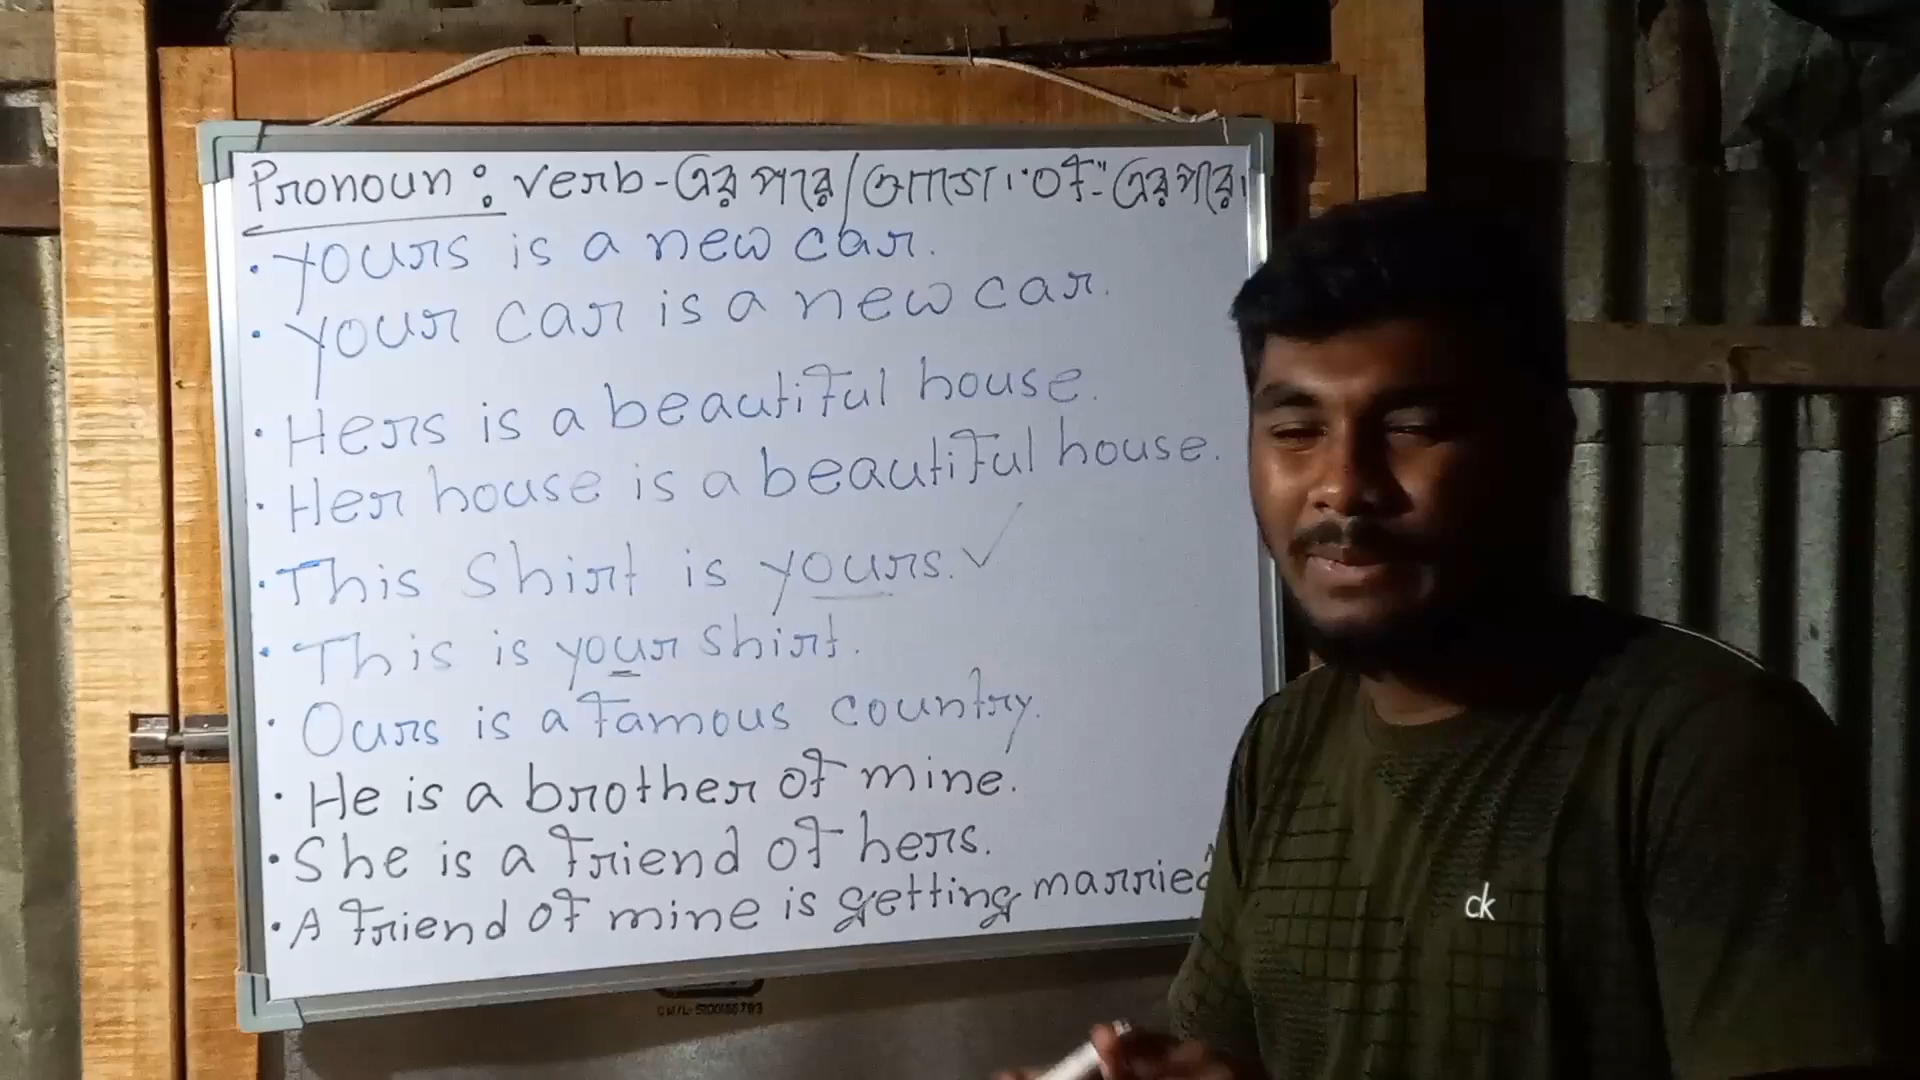 Pronoun : verb-এর পরে/অথবা "of" এর পরে।
• Yours is a new car.
• Your car is a new car.
• Hers is a beautiful house.
• Her house is a beautiful house.
• This Shirt is yours. ✓
• This is your shirt.
• Ours is a famous country.
• He is a brother of mine.
• She is a friend of hers.
• A friend of mine is getting married
ck